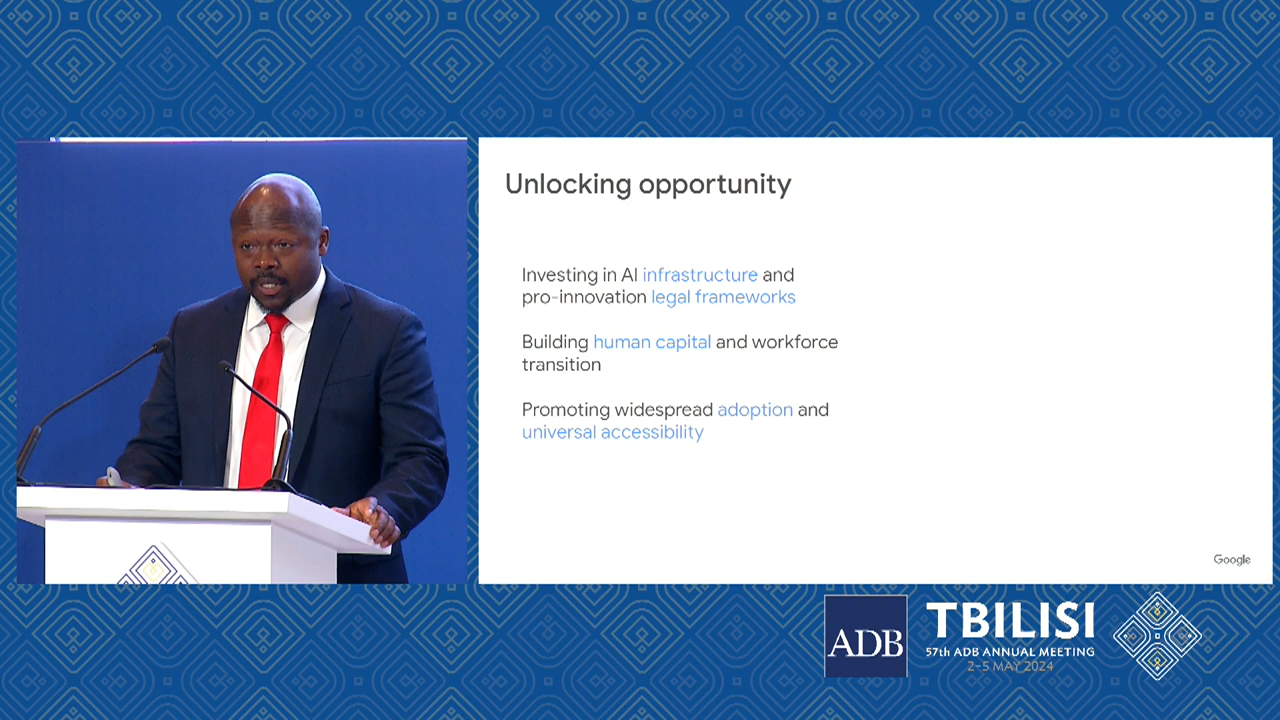 Unlocking opportunity
Investing in AI infrastructure and
pro-innovation legal frameworks
Building human capital and workforce
transition
Promoting widespread adoption and
universal accessibility
Google
ADB
TBILISI
57th ADB ANNUAL MEETING
2–5 MAY 2024